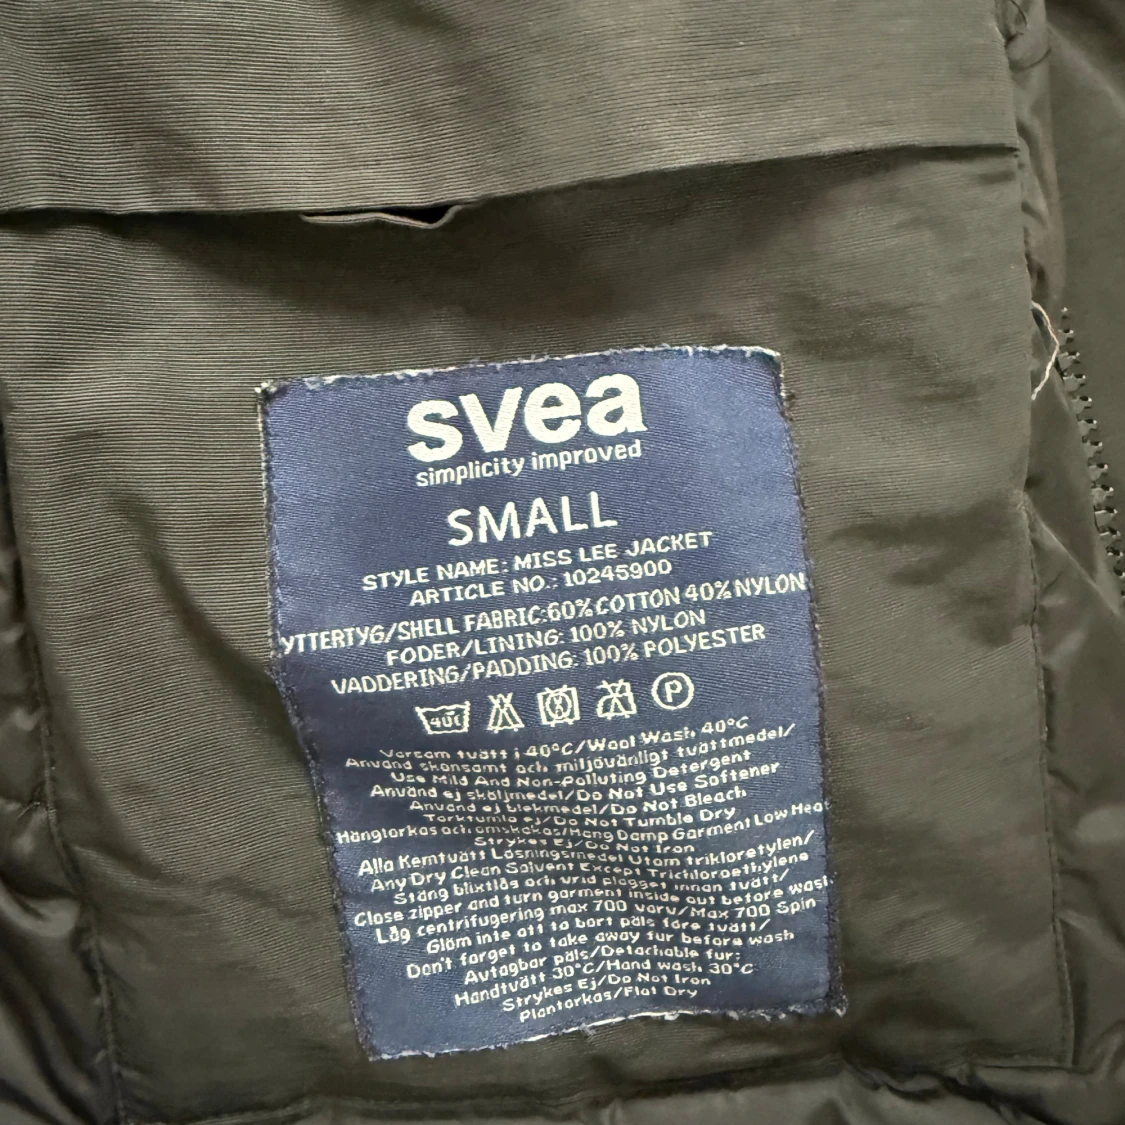 svea
simplicity improved
SMALL
STYLE NAME: MISS LEE JACKET
ARTICLE NO.: 10245900
YTTERTYG/SHELL FABRIC:60% COTTON 40% NYLON
FODER/LINING: 100% NYLON
VADDERING/PADDING: 100% POLYESTER
40C P
Varsam tvätt i 40°C/Wool Wash 40°C
Använd skonsamt och miljövänligt tvättmedel/
Use Mild And Non-Polluting Detergent
Använd ej sköljmedel/Do Not Use Softener
Använd ej blekmedel/Do Not Bleach
Torktumla ej/Do Not Tumble Dry
Hängtorkas och omskakas/Hang Damp Garment Low Heat
Strykes Ej/Do Not Iron
Alla Kemtvätt Lösningsmedel Utom trikloretylen/
Any Dry Clean Solvent Except Trichloroethylene
Stäng blixtlås och vrid plagget innan tvätt/
Close zipper and turn garment inside out before wash
Låg centrifugering max 700 varv/Max 700 Spin
Glöm inte att ta bort päls före tvätt/
Don't forget to take away fur before wash
Avtagbar päls/Detachable fur:
Handtvätt 30°C/Hand wash 30°C
Strykes Ej/Do Not Iron
Plantorkas/Flat Dry